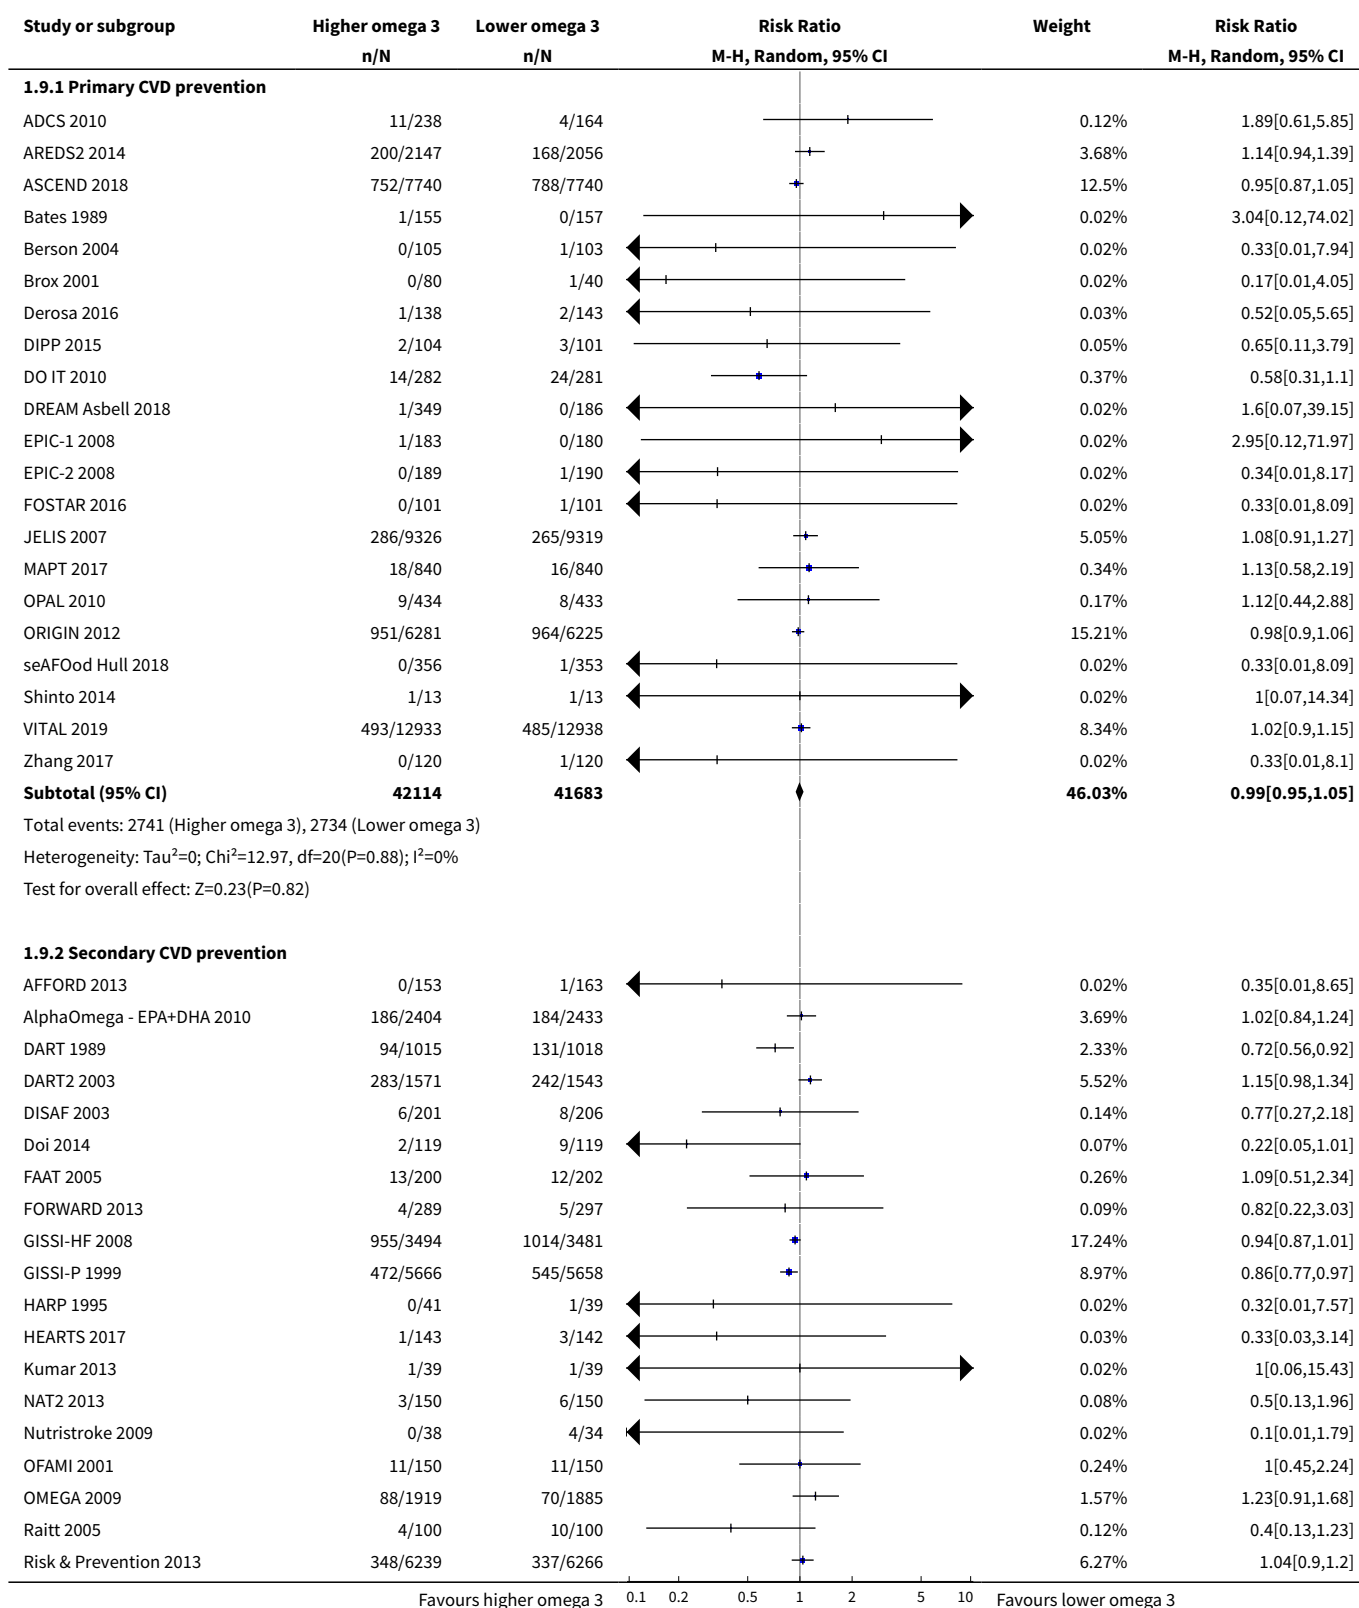 Study or subgroup Higher omega 3 Lower omega 3 Risk Ratio Weight Risk Ratio
n/N n/N M-H, Random, 95% CI M-H, Random, 95% CI
1.9.1 Primary CVD prevention
ADCS 2010 11/238 4/164 0.12% 1.89[0.61,5.85]
AREDS2 2014 200/2147 168/2056 3.68% 1.14[0.94,1.39]
ASCEND 2018 752/7740 788/7740 12.5% 0.95[0.87,1.05]
Bates 1989 1/155 0/157 0.02% 3.04[0.12,74.02]
Berson 2004 0/105 1/103 0.02% 0.33[0.01,7.94]
Brox 2001 0/80 1/40 0.02% 0.17[0.01,4.05]
Derosa 2016 1/138 2/143 0.03% 0.52[0.05,5.65]
DIPP 2015 2/104 3/101 0.05% 0.65[0.11,3.79]
DO IT 2010 14/282 24/281 0.37% 0.58[0.31,1.1]
DREAM Asbell 2018 1/349 0/186 0.02% 1.6[0.07,39.15]
EPIC-1 2008 1/183 0/180 0.02% 2.95[0.12,71.97]
EPIC-2 2008 0/189 1/190 0.02% 0.34[0.01,8.17]
FOSTAR 2016 0/101 1/101 0.02% 0.33[0.01,8.09]
JELIS 2007 286/9326 265/9319 5.05% 1.08[0.91,1.27]
MAPT 2017 18/840 16/840 0.34% 1.13[0.58,2.19]
OPAL 2010 9/434 8/433 0.17% 1.12[0.44,2.88]
ORIGIN 2012 951/6281 964/6225 15.21% 0.98[0.9,1.06]
seAFOod Hull 2018 0/356 1/353 0.02% 0.33[0.01,8.09]
Shinto 2014 1/13 1/13 0.02% 1[0.07,14.34]
VITAL 2019 493/12933 485/12938 8.34% 1.02[0.9,1.15]
Zhang 2017 0/120 1/120 0.02% 0.33[0.01,8.1]
Subtotal (95% CI) 42114 41683 46.03% 0.99[0.95,1.05]
Total events: 2741 (Higher omega 3), 2734 (Lower omega 3)
Heterogeneity: Tau²=0; Chi²=12.97, df=20(P=0.88); I²=0%
Test for overall effect: Z=0.23(P=0.82)
1.9.2 Secondary CVD prevention
AFFORD 2013 0/153 1/163 0.02% 0.35[0.01,8.65]
AlphaOmega - EPA+DHA 2010 186/2404 184/2433 3.69% 1.02[0.84,1.24]
DART 1989 94/1015 131/1018 2.33% 0.72[0.56,0.92]
DART2 2003 283/1571 242/1543 5.52% 1.15[0.98,1.34]
DISAF 2003 6/201 8/206 0.14% 0.77[0.27,2.18]
Doi 2014 2/119 9/119 0.07% 0.22[0.05,1.01]
FAAT 2005 13/200 12/202 0.26% 1.09[0.51,2.34]
FORWARD 2013 4/289 5/297 0.09% 0.82[0.22,3.03]
GISSI-HF 2008 955/3494 1014/3481 17.24% 0.94[0.87,1.01]
GISSI-P 1999 472/5666 545/5658 8.97% 0.86[0.77,0.97]
HARP 1995 0/41 1/39 0.02% 0.32[0.01,7.57]
HEARTS 2017 1/143 3/142 0.03% 0.33[0.03,3.14]
Kumar 2013 1/39 1/39 0.02% 1[0.06,15.43]
NAT2 2013 3/150 6/150 0.08% 0.5[0.13,1.96]
Nutristroke 2009 0/38 4/34 0.02% 0.1[0.01,1.79]
OFAMI 2001 11/150 11/150 0.24% 1[0.45,2.24]
OMEGA 2009 88/1919 70/1885 1.57% 1.23[0.91,1.68]
Raitt 2005 4/100 10/100 0.12% 0.4[0.13,1.23]
Risk & Prevention 2013 348/6239 337/6266 6.27% 1.04[0.9,1.2]
Favours higher omega 3 0.1 0.2 0.5 1 2 5 10 Favours lower omega 3